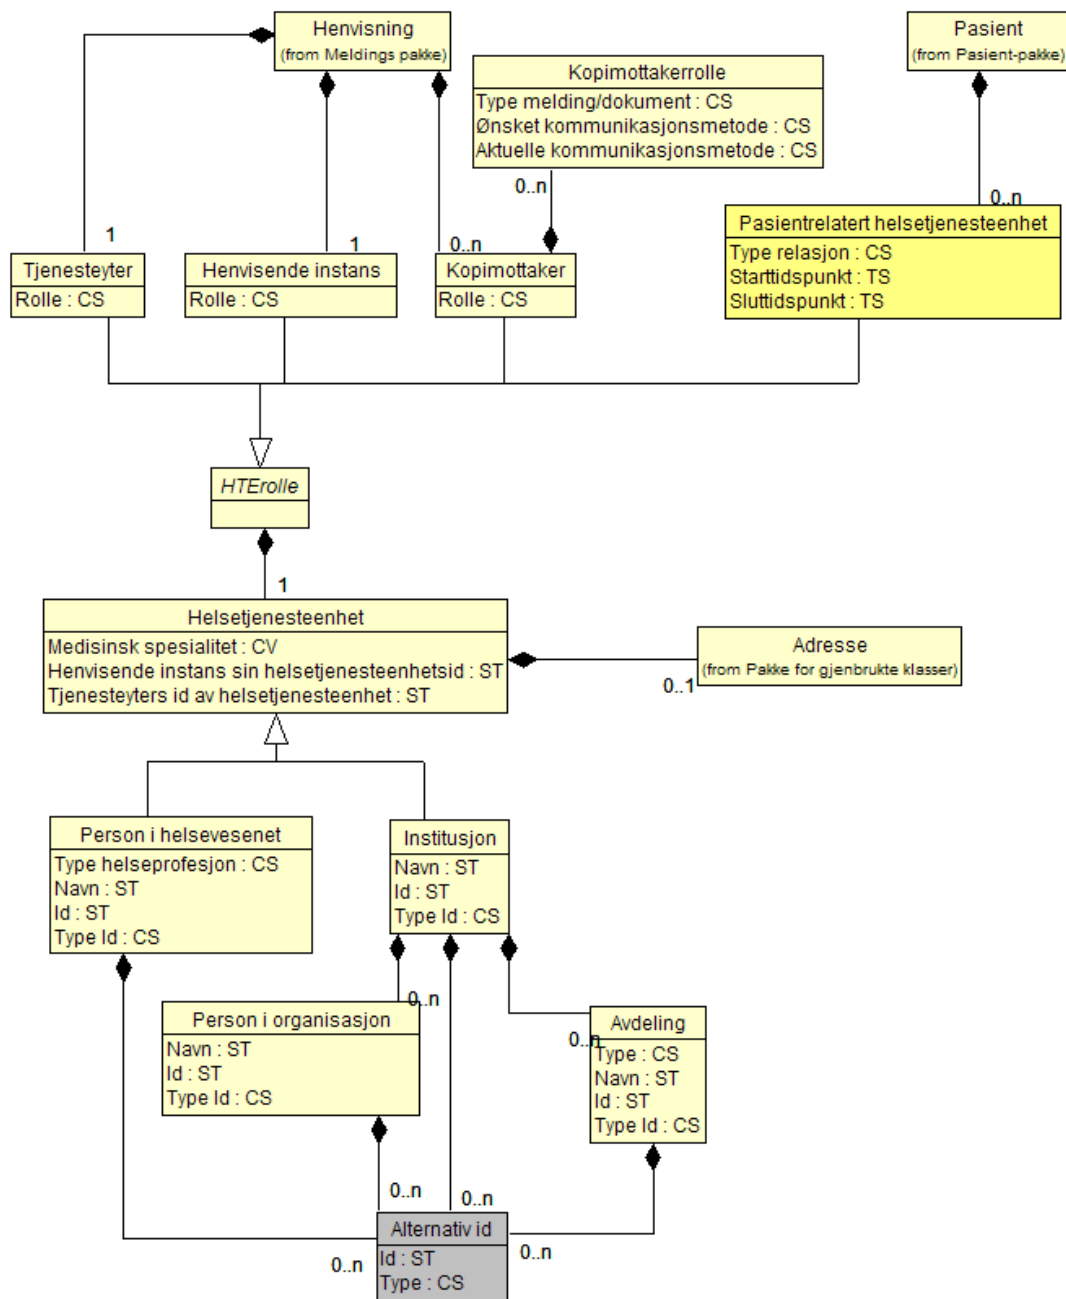 Henvisning
(from Meldings pakke)
Pasient
(from Pasient-pakke)
Kopimottakerrolle
Type melding/dokument : CS
Ønsket kommunikasjonsmetode : CS
Aktuelle kommunikasjonsmetode : CS
0..n
0..n
1
1
0..n
Pasientrelatert helsetjenesteenhet
Type relasjon : CS
Starttidspunkt : TS
Sluttidspunkt : TS
Tjenesteyter
Rolle : CS
Henvisende instans
Rolle : CS
Kopimottaker
Rolle : CS
HTErolle
1
Helsetjenesteenhet
Medisinsk spesialitet : CV
Henvisende instans sin helsetjenesteenhetsid : ST
Tjenesteyters id av helsetjenesteenhet : ST
Adresse
(from Pakke for gjenbrukte klasser)
0..1
Person i helsevesenet
Type helseprofesjon : CS
Navn : ST
Id : ST
Type Id : CS
Institusjon
Navn : ST
Id : ST
Type Id : CS
0..n
Person i organisasjon
Navn : ST
Id : ST
Type Id : CS
0..n
Avdeling
Type : CS
Navn : ST
Id : ST
Type Id : CS
0..n
0..n
0..n
0..n
Alternativ id
Id : ST
Type : CS